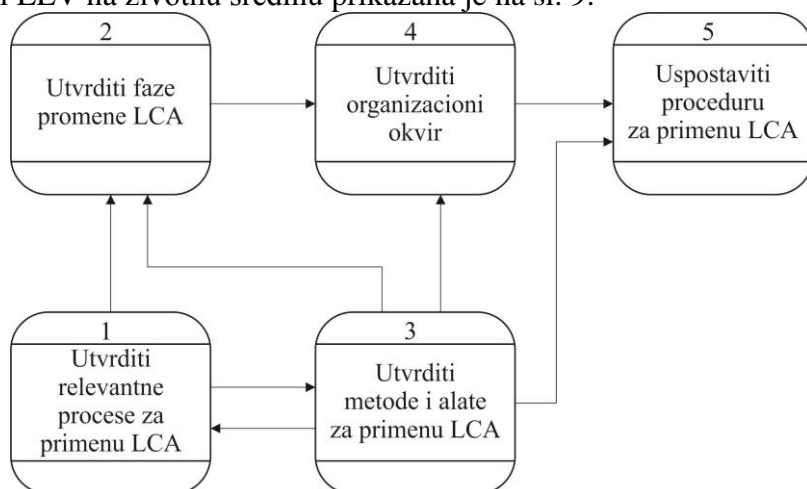 na životnu sredinu prikazana je na sl. 9.
2
Utvrditi faze
promene LCA
4
Utvrditi
organizacioni
okvir
5
Uspostaviti
proceduru
za primenu LCA
1
Utvrditi
relevantne
procese za
primenu LCA
3
Utvrditi
metode i alate
za primenu LCA